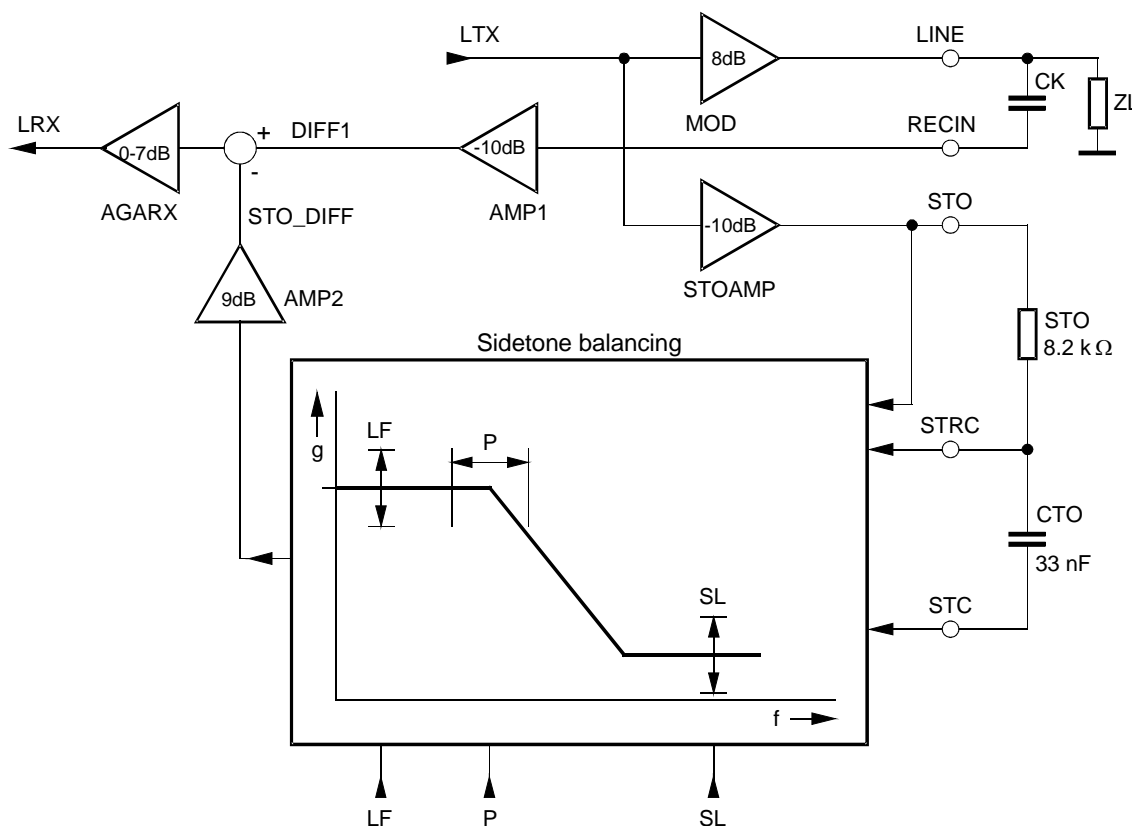 LTX
8dB
MOD
LINE
CK
ZL
LRX
0-7dB
AGARX
+
-
DIFF1
-10dB
AMP1
RECIN
STO_DIFF
-10dB
STOAMP
STO
9dB
AMP2
STO
8.2 k Ω
Sidetone balancing
g
LF
P
SL
f
STRC
CTO
33 nF
STC
LF
P
SL